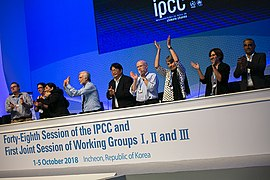 ipcc
Forty-Eighth Session of the IPCC and
First Joint Session of Working Groups I, II and III
1-5 October 2018 Incheon, Republic of Korea